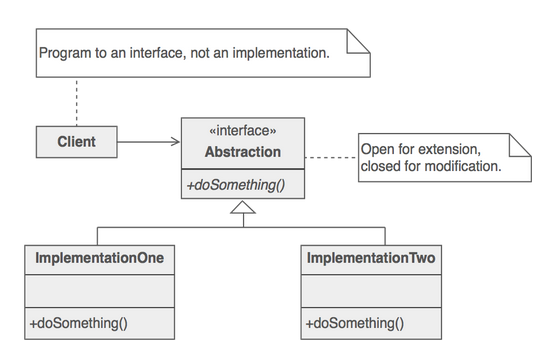 Program to an interface, not an implementation.
Client
«interface»
Abstraction
+doSomething()
Open for extension,
closed for modification.
ImplementationOne
+doSomething()
ImplementationTwo
+doSomething()